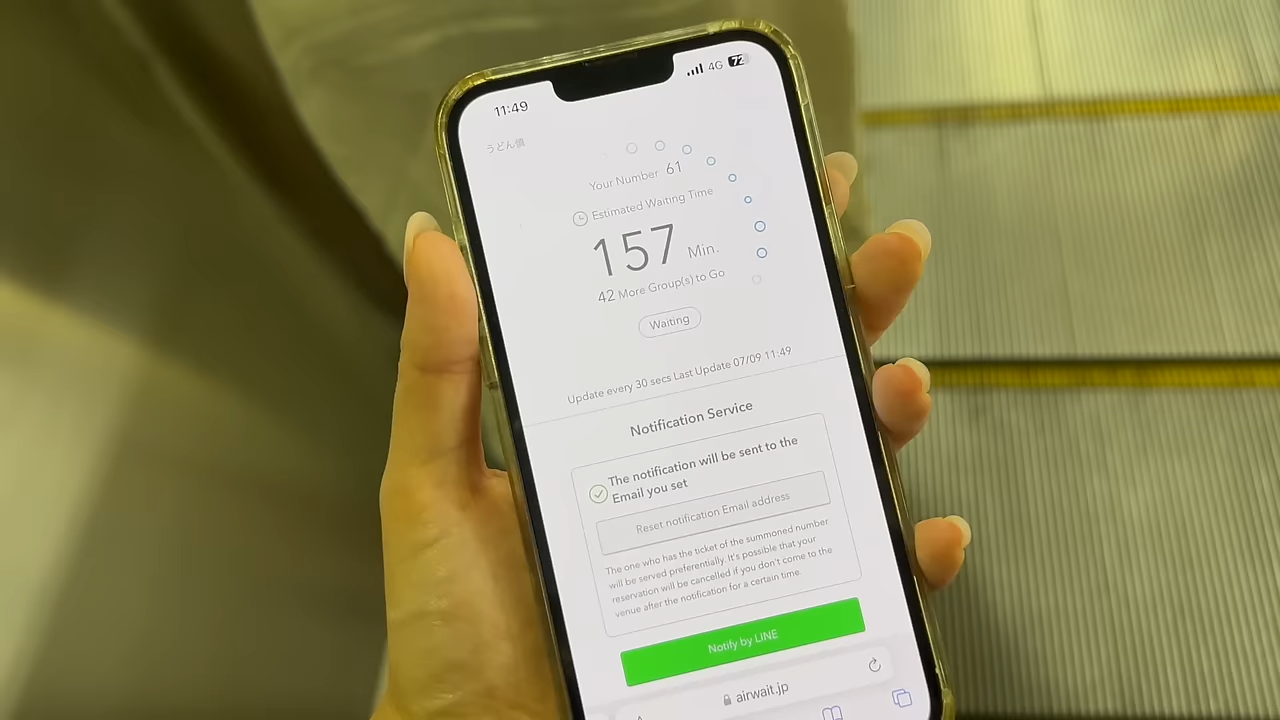 11:49
4G 72
うどん慎
Your Number 61
Estimated Waiting Time
157 Min.
42 More Group(s) to Go
Waiting
Update every 30 secs Last Update 07/09 11:49
Notification Service
The notification will be sent to the
Email you set
Reset notification Email address
The one who has the ticket of the summoned number
will be served preferentially. It's possible that your
reservation will be cancelled if you don't come to the
venue after the notification for a certain time.
Notify by LINE
airwait.jp